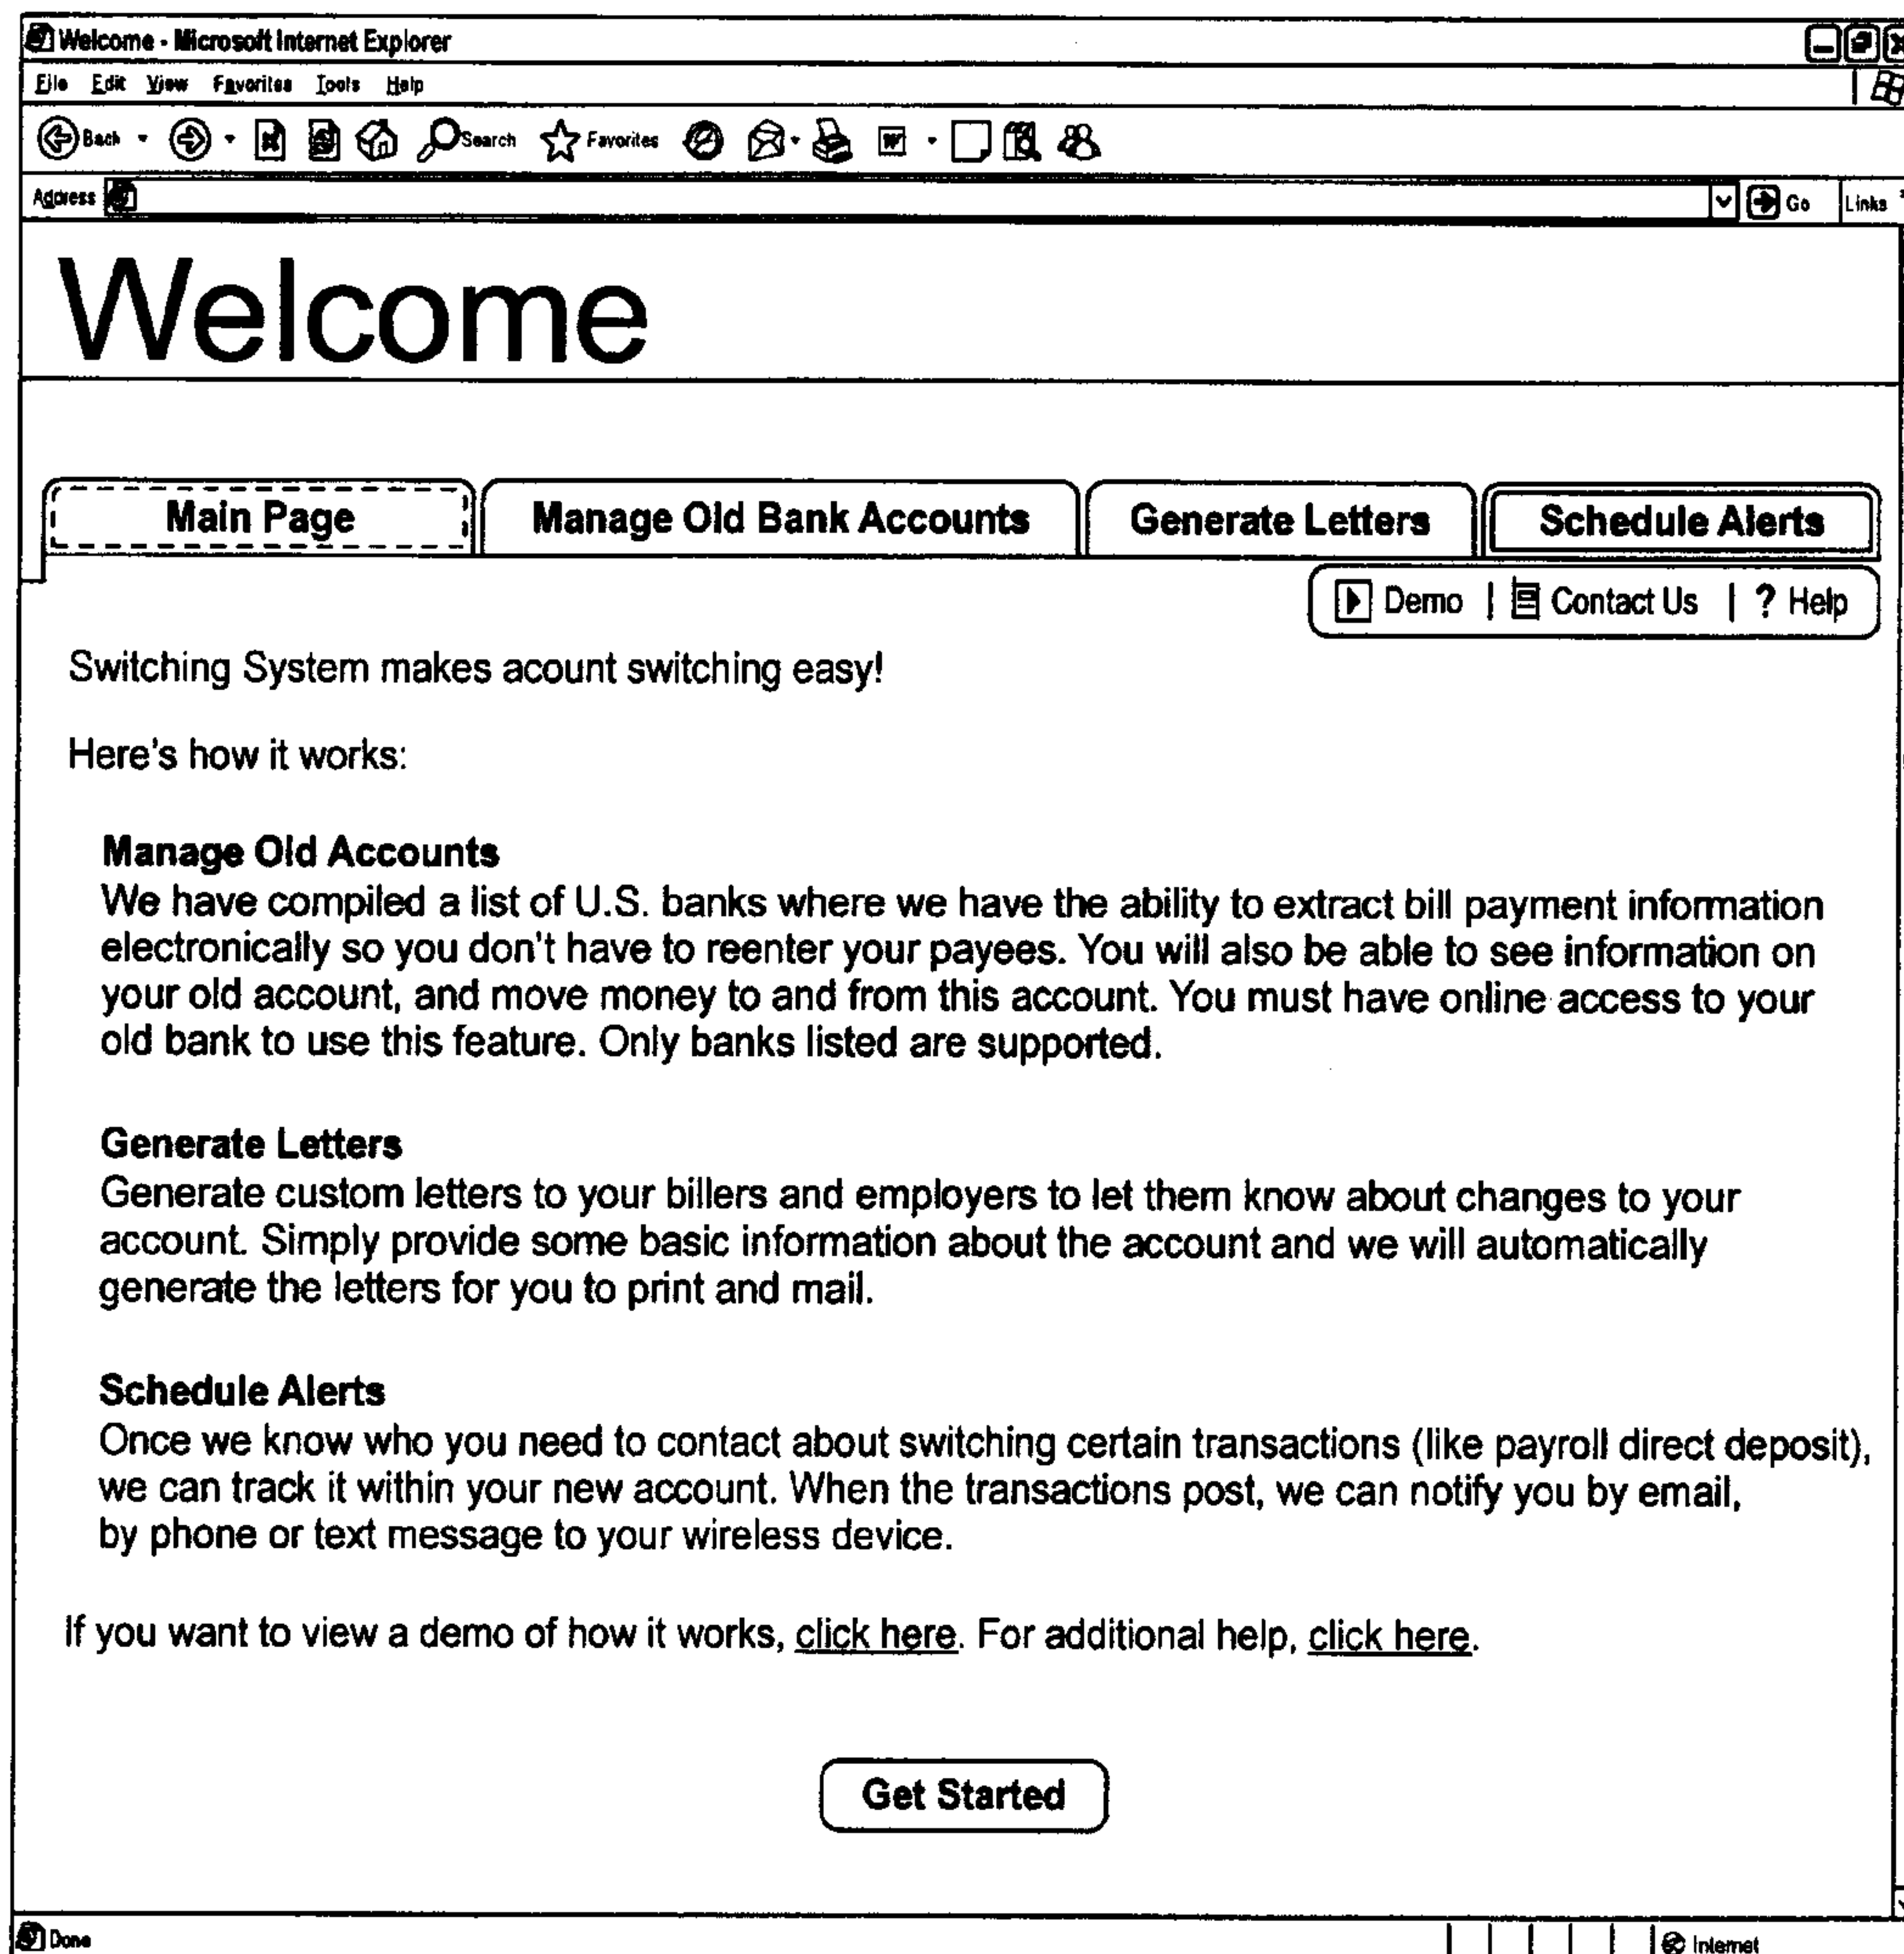 Welcome - Microsoft Internet Explorer
File Edit View Favorites Tools Help
Back Search Favorites W
Address Go Links
Welcome
Main Page Manage Old Bank Accounts Generate Letters Schedule Alerts
Demo | Contact Us | ? Help
Switching System makes acount switching easy!
Here's how it works:
Manage Old Accounts
We have compiled a list of U.S. banks where we have the ability to extract bill payment information
electronically so you don't have to reenter your payees. You will also be able to see information on
your old account, and move money to and from this account. You must have online access to your
old bank to use this feature. Only banks listed are supported.
Generate Letters
Generate custom letters to your billers and employers to let them know about changes to your
account. Simply provide some basic information about the account and we will automatically
generate the letters for you to print and mail.
Schedule Alerts
Once we know who you need to contact about switching certain transactions (like payroll direct deposit),
we can track it within your new account. When the transactions post, we can notify you by email,
by phone or text message to your wireless device.
If you want to view a demo of how it works, click here. For additional help, click here.
Get Started
Done Internet